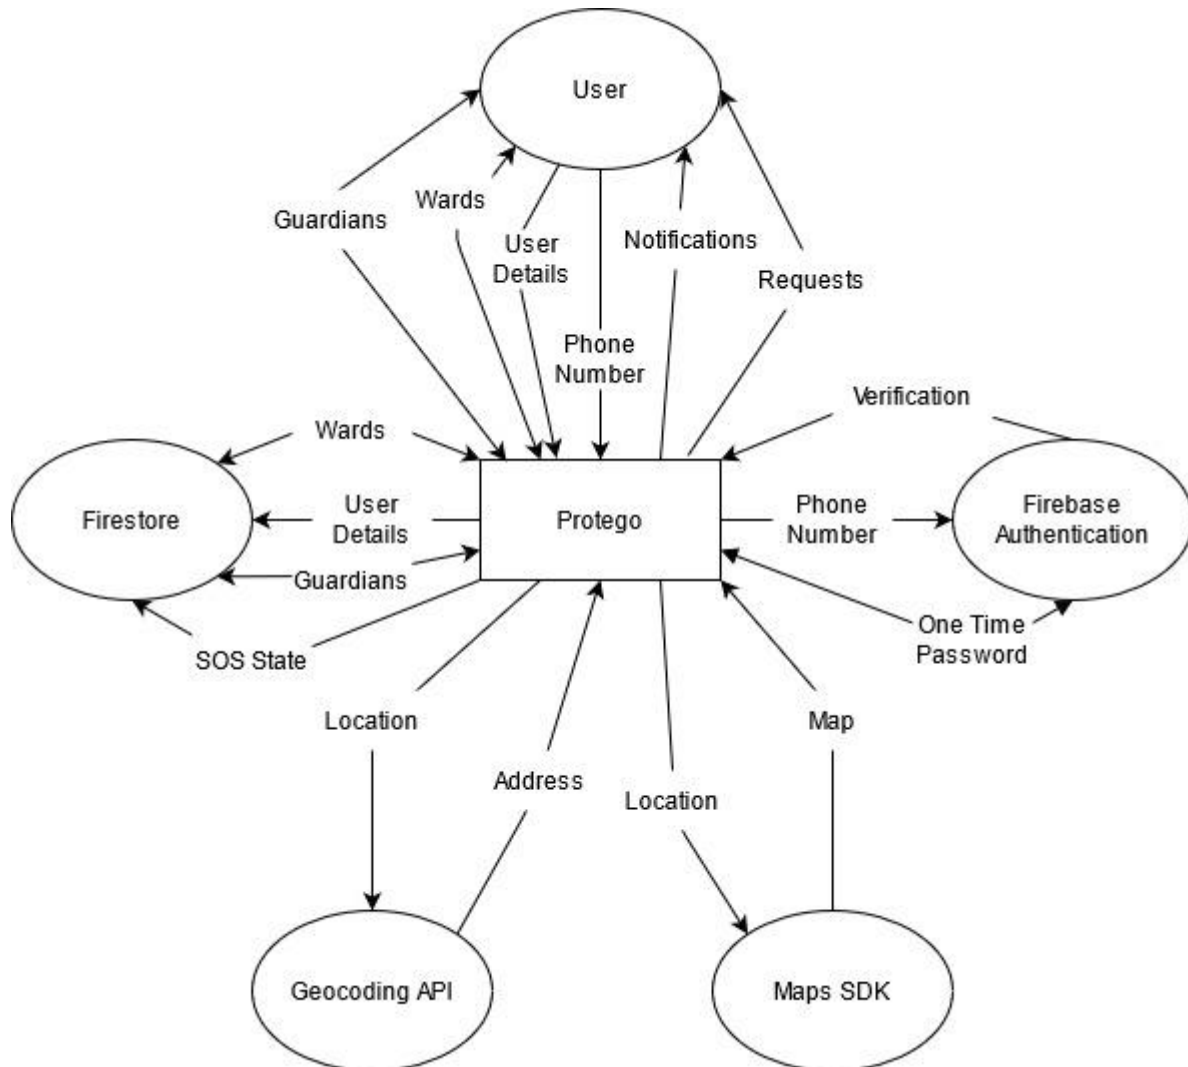 User
Wards
Guardians
User
Details
Notifications
Requests
Phone
Number
Verification
Wards
Firestore
User
Details
Protego
Phone
Number
Firebase
Authentication
Guardians
One Time
Password
SOS State
Location
Map
Address
Location
Geocoding API
Maps SDK